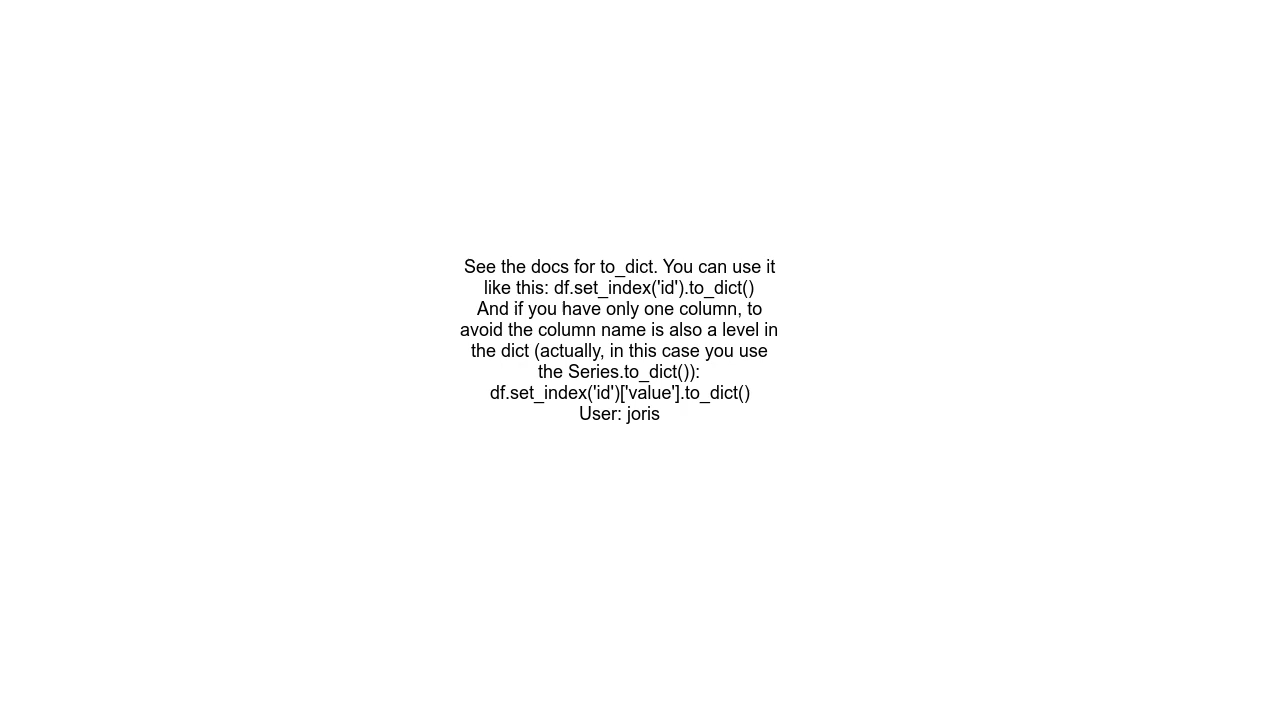 See the docs for to_dict. You can use it
like this: df.set_index('id').to_dict()
And if you have only one column, to
avoid the column name is also a level in
the dict (actually, in this case you use
the Series.to_dict()):
df.set_index('id')['value'].to_dict()
User: joris